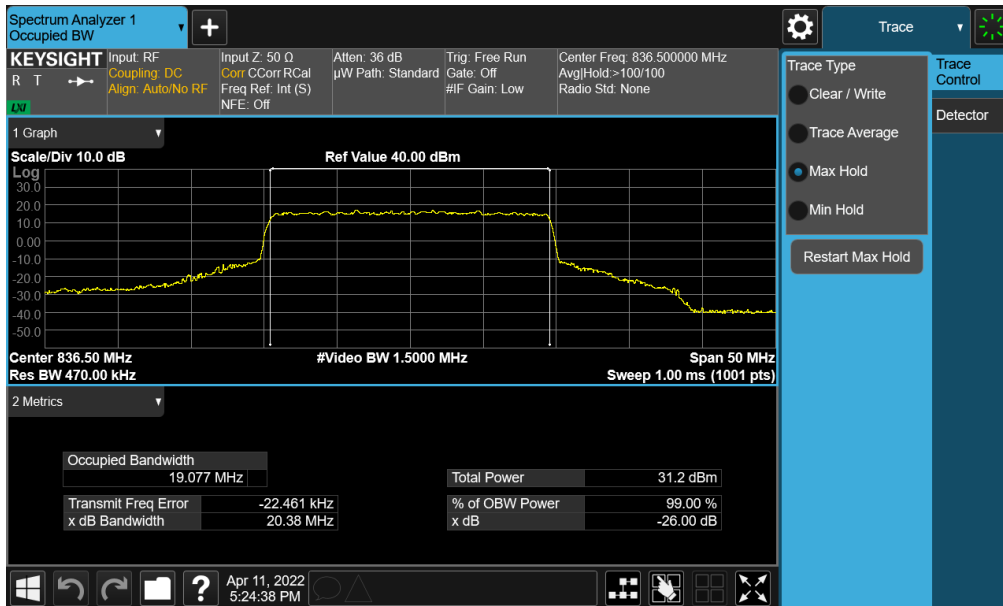 Spectrum Analyzer 1
Occupied BW
+
Trace
KEYSIGHT
R T
LXI
Input: RF
Coupling: DC
Align: Auto/No RF
Input Z: 50 Ω
Corr CCorr RCal
Freq Ref: Int (S)
NFE: Off
Atten: 36 dB
µW Path: Standard
Trig: Free Run
Gate: Off
#IF Gain: Low
Center Freq: 836.500000 MHz
Avg|Hold:>100/100
Radio Std: None
Trace Type
Clear / Write
Trace Average
Max Hold
Min Hold
Restart Max Hold
Trace
Control
Detector
1 Graph
Scale/Div 10.0 dB
Ref Value 40.00 dBm
Log
30.0
20.0
10.0
0.00
-10.0
-20.0
-30.0
-40.0
-50.0
Center 836.50 MHz
#Video BW 1.5000 MHz
Span 50 MHz
Res BW 470.00 kHz
Sweep 1.00 ms (1001 pts)
2 Metrics
Occupied Bandwidth
19.077 MHz
Total Power 31.2 dBm
Transmit Freq Error -22.461 kHz
% of OBW Power 99.00 %
x dB Bandwidth 20.38 MHz
x dB -26.00 dB
?
Apr 11, 2022
5:24:38 PM